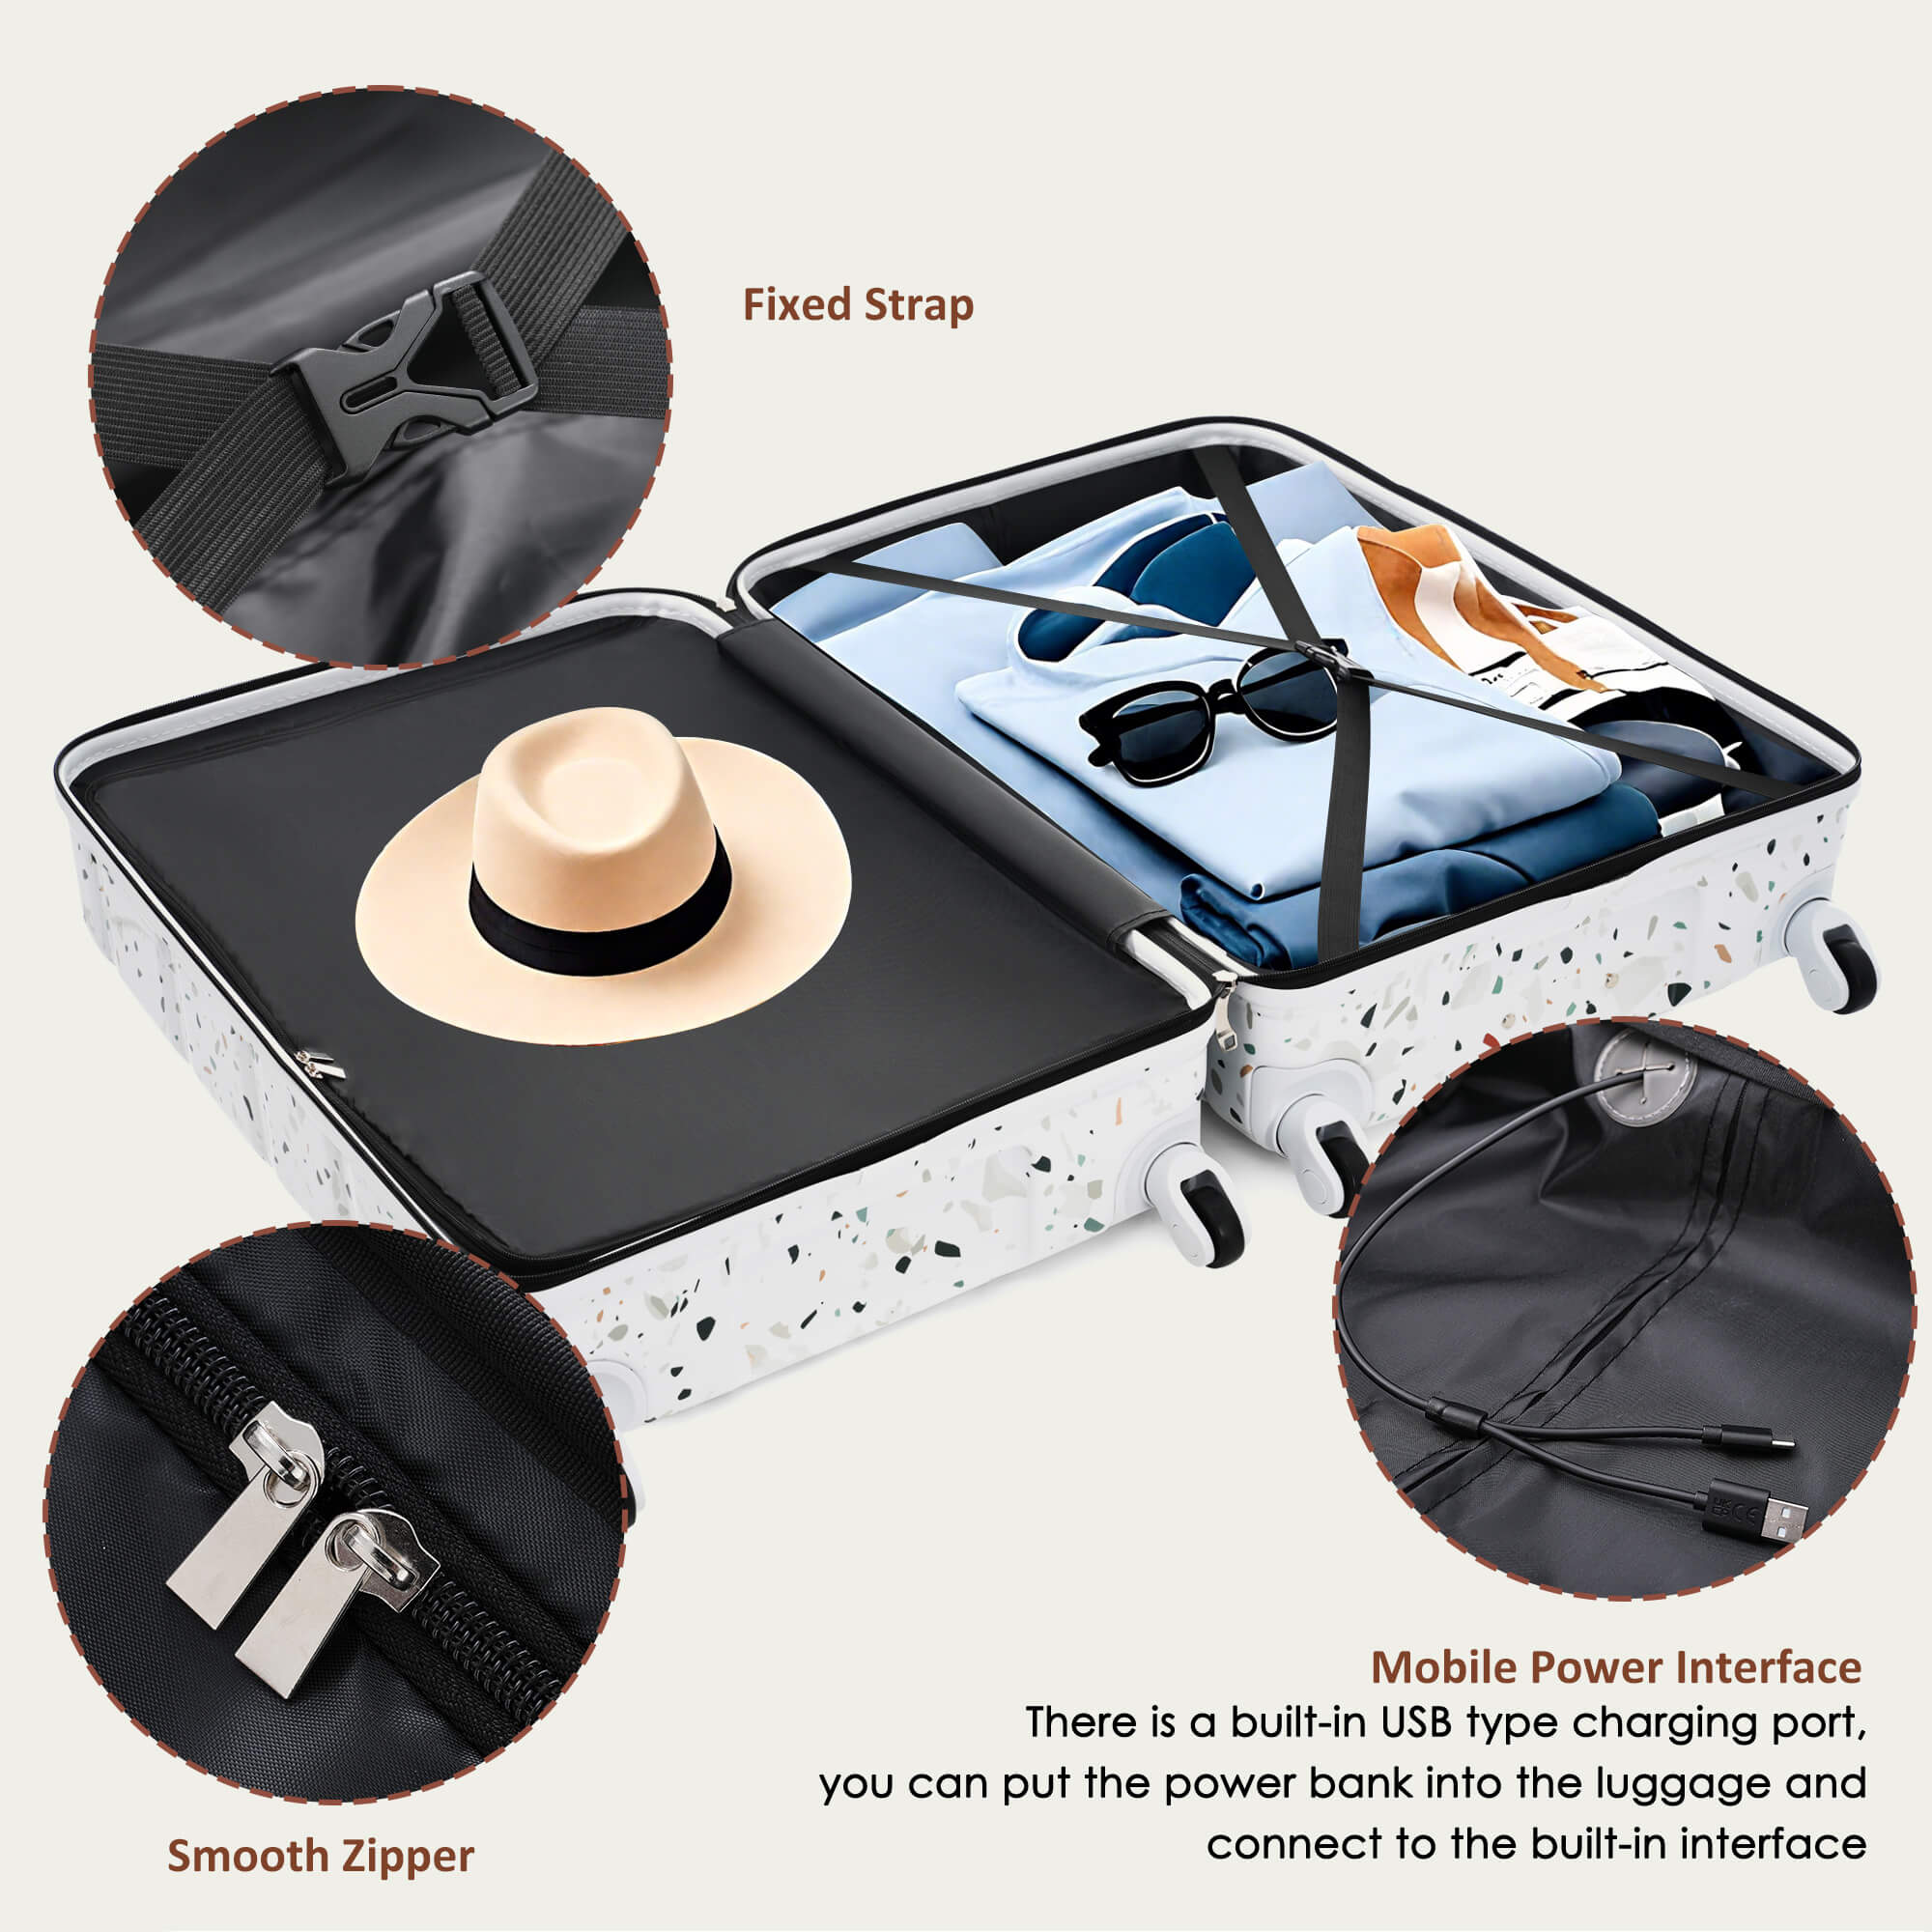 Fixed Strap
Mobile Power Interface
There is a built-in USB type charging port,
you can put the power bank into the luggage and
connect to the built-in interface
Smooth Zipper